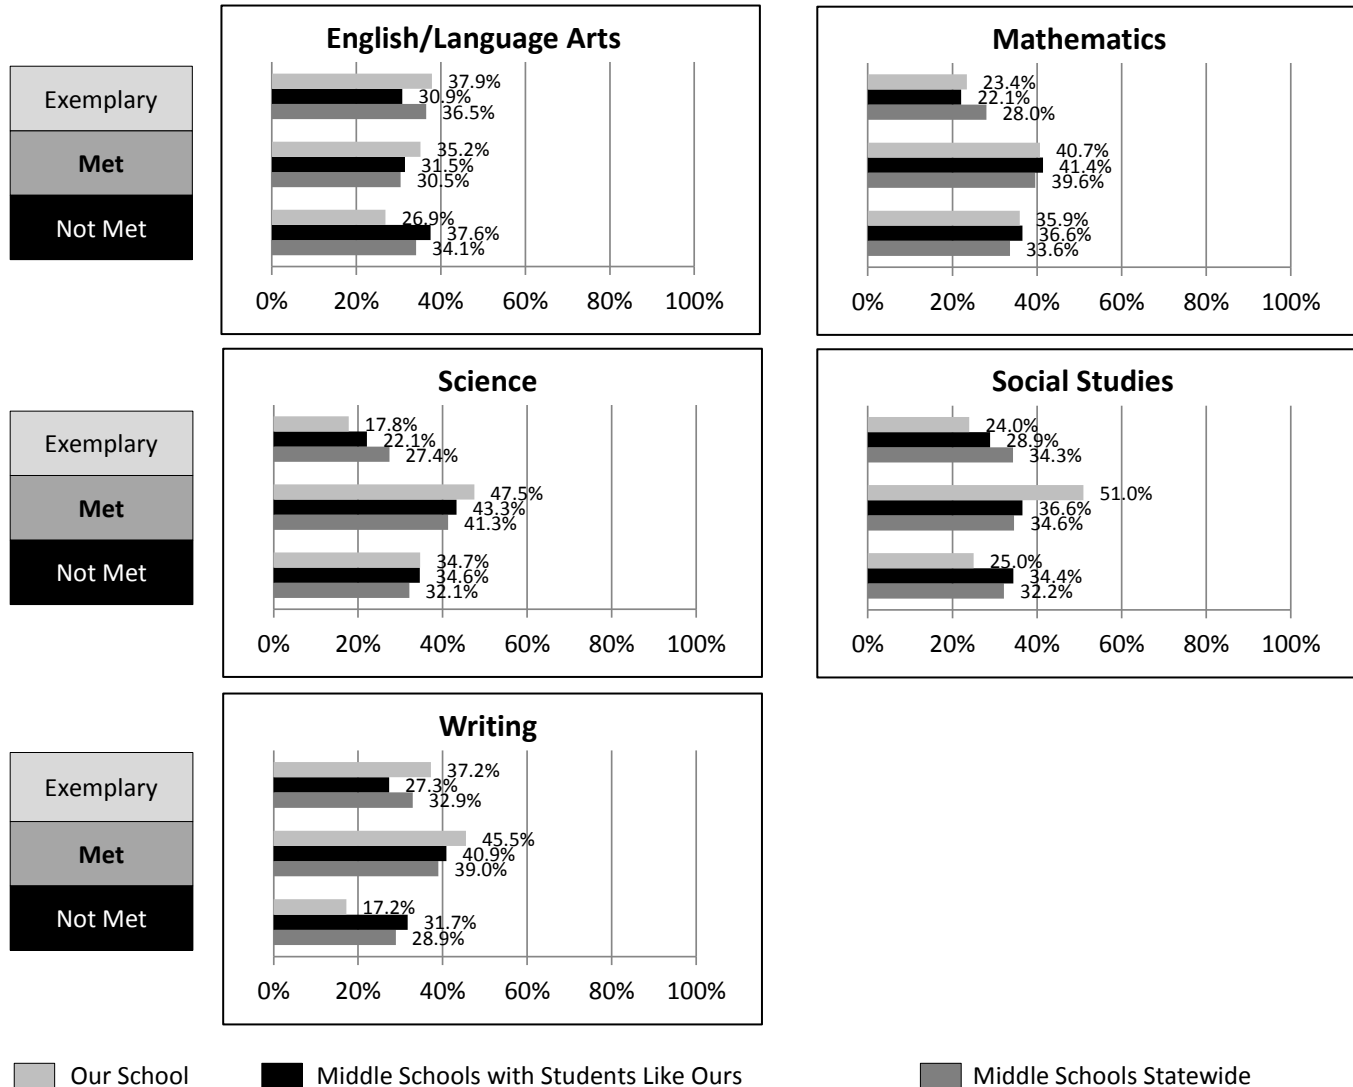 English/Language Arts
Exemplary
Met
Not Met
37.9%
30.9%
36.5%
35.2%
31.5%
30.5%
26.9%
37.6%
34.1%
0% 20% 40% 60% 80% 100%
Mathematics
23.4%
22.1%
28.0%
40.7%
41.4%
39.6%
35.9%
36.6%
33.6%
0% 20% 40% 60% 80% 100%
Science
Exemplary
Met
Not Met
17.8%
22.1%
27.4%
47.5%
43.3%
41.3%
34.7%
34.6%
32.1%
0% 20% 40% 60% 80% 100%
Social Studies
24.0%
28.9%
34.3%
51.0%
36.6%
34.6%
25.0%
34.4%
32.2%
0% 20% 40% 60% 80% 100%
Writing
Exemplary
Met
Not Met
37.2%
27.3%
32.9%
45.5%
40.9%
39.0%
17.2%
31.7%
28.9%
0% 20% 40% 60% 80% 100%
Our School Middle Schools with Students Like Ours Middle Schools Statewide